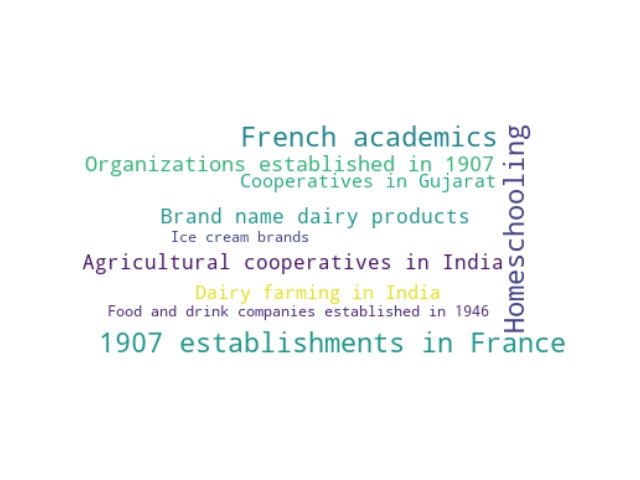 French academics
Organizations established in 1907
Cooperatives in Gujarat
Brand name dairy products
Ice cream brands
Agricultural cooperatives in India
Dairy farming in India
Food and drink companies established in 1946
1907 establishments in France
Homeschooling